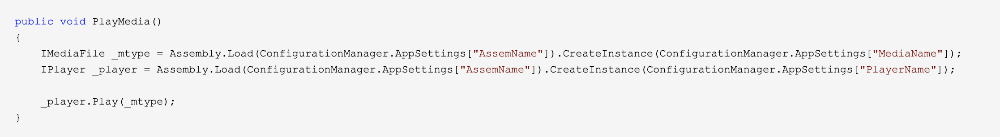 public void PlayMedia()
{
    IMediaFile _mtype = Assembly.Load(ConfigurationManager.AppSettings["AssemName"]).CreateInstance(ConfigurationManager.AppSettings["MediaName"]);
    IPlayer _player = Assembly.Load(ConfigurationManager.AppSettings["AssemName"]).CreateInstance(ConfigurationManager.AppSettings["PlayerName"]);

    _player.Play(_mtype);
}